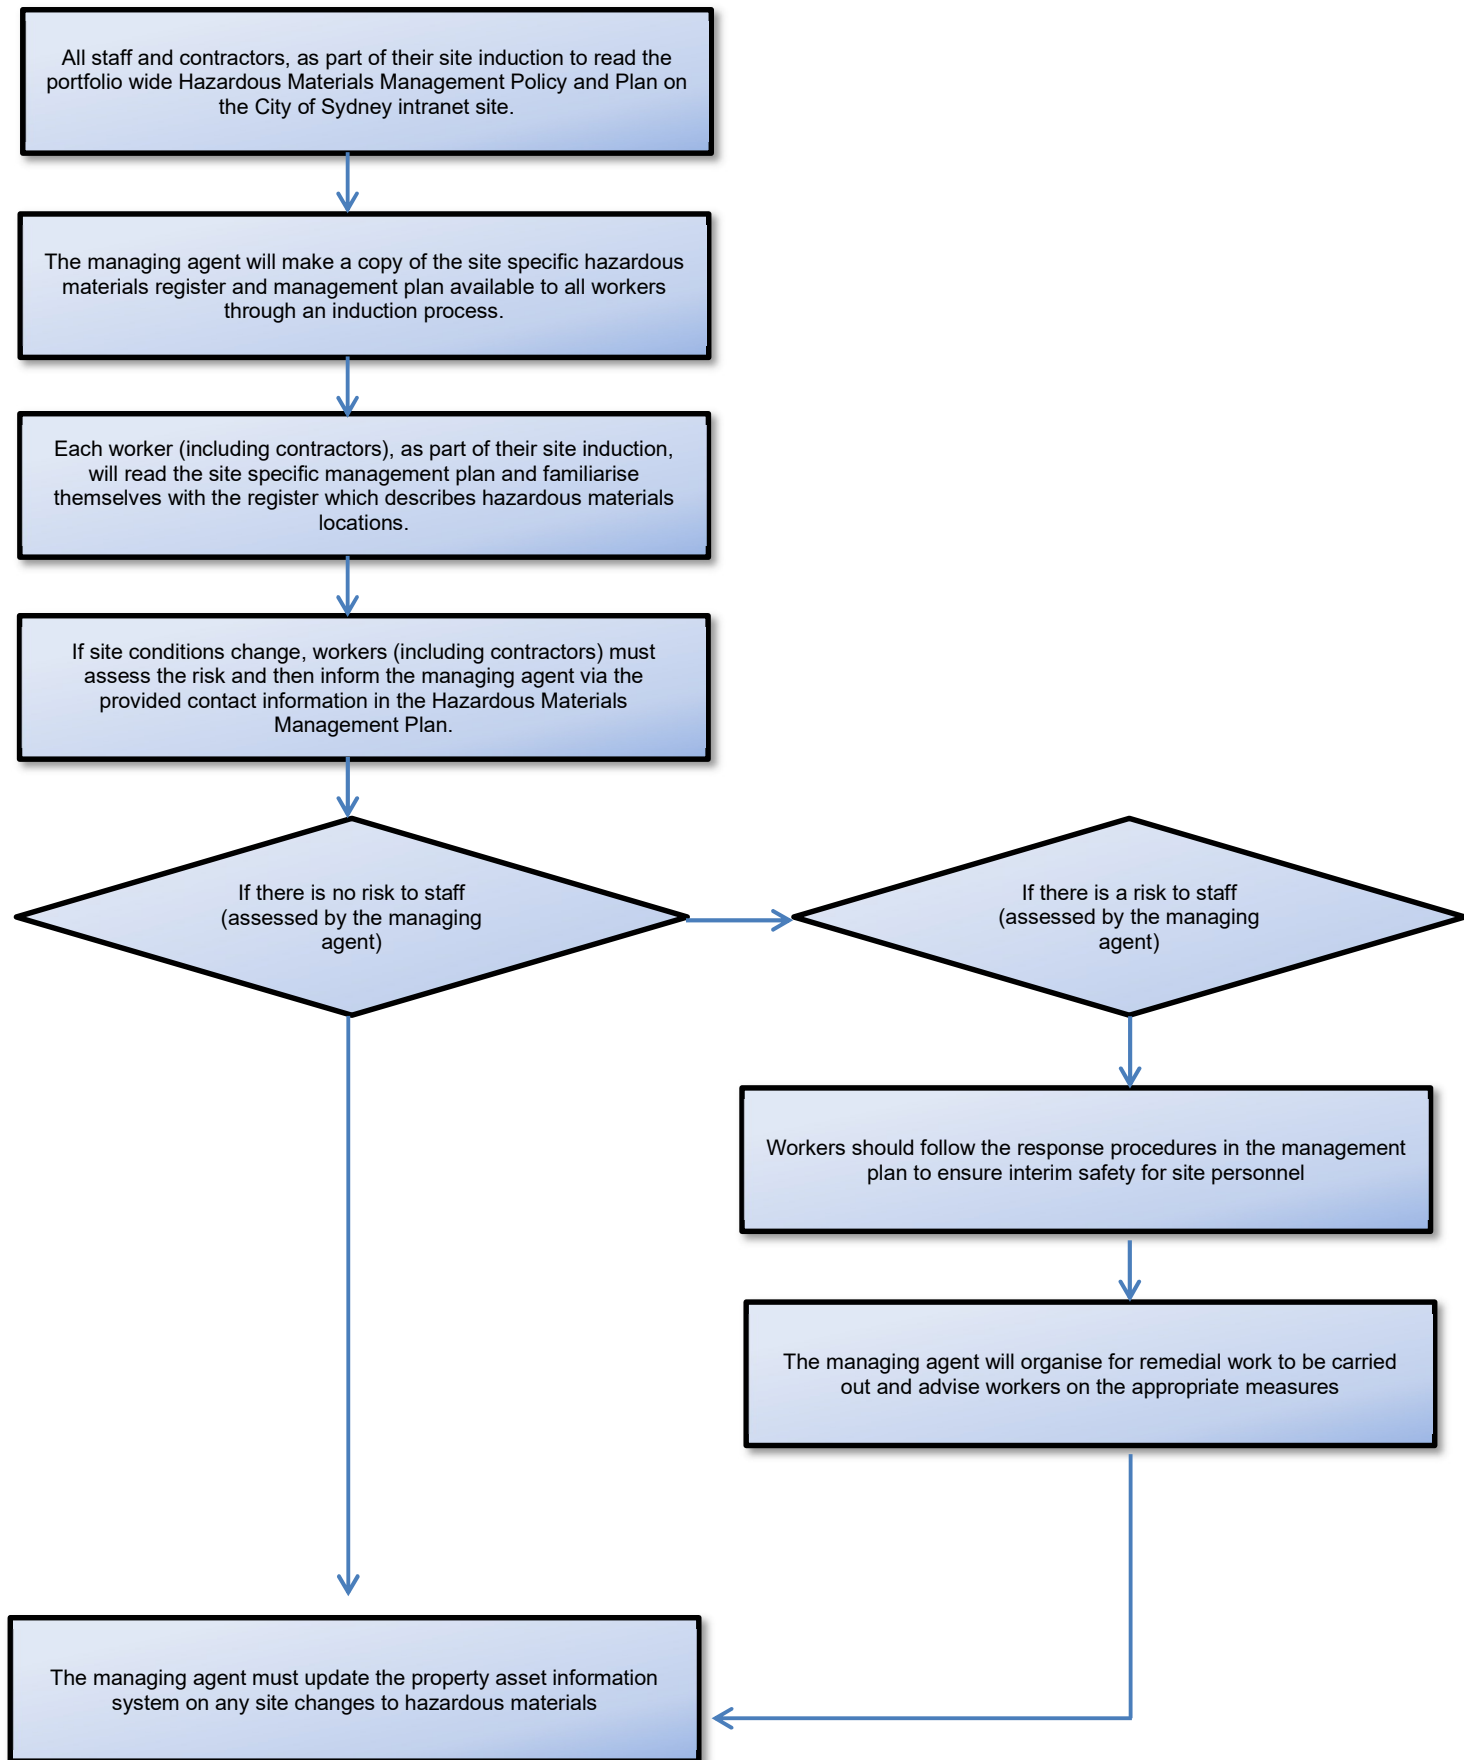 All staff and contractors, as part of their site induction to read the
portfolio wide Hazardous Materials Management Policy and Plan on
the City of Sydney intranet site.
The managing agent will make a copy of the site specific hazardous
materials register and management plan available to all workers
through an induction process.
Each worker (including contractors), as part of their site induction,
will read the site specific management plan and familiarise
themselves with the register which describes hazardous materials
locations.
If site conditions change, workers (including contractors) must
assess the risk and then inform the managing agent via the
provided contact information in the Hazardous Materials
Management Plan.
If there is no risk to staff
(assessed by the managing
agent)
If there is a risk to staff
(assessed by the managing
agent)
Workers should follow the response procedures in the management
plan to ensure interim safety for site personnel
The managing agent will organise for remedial work to be carried
out and advise workers on the appropriate measures
The managing agent must update the property asset information
system on any site changes to hazardous materials